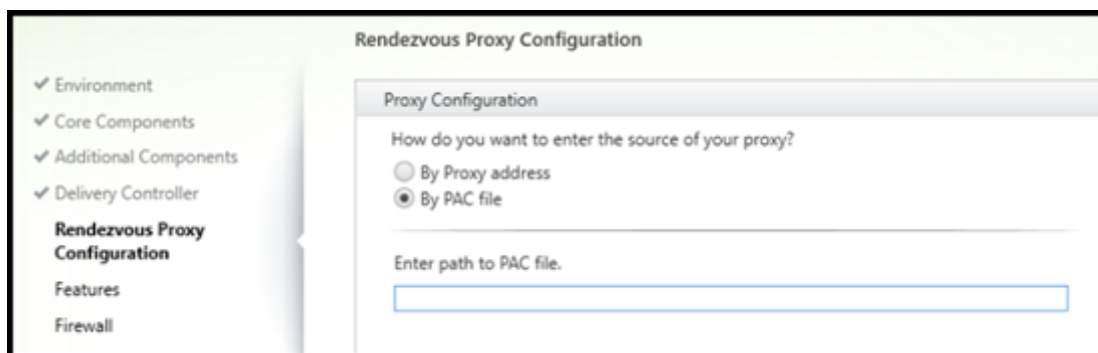 Rendezvous Proxy Configuration
Environment
Core Components
Additional Components
Delivery Controller
Rendezvous Proxy
Configuration
Features
Firewall
Proxy Configuration
How do you want to enter the source of your proxy?
By Proxy address
By PAC file
Enter path to PAC file.